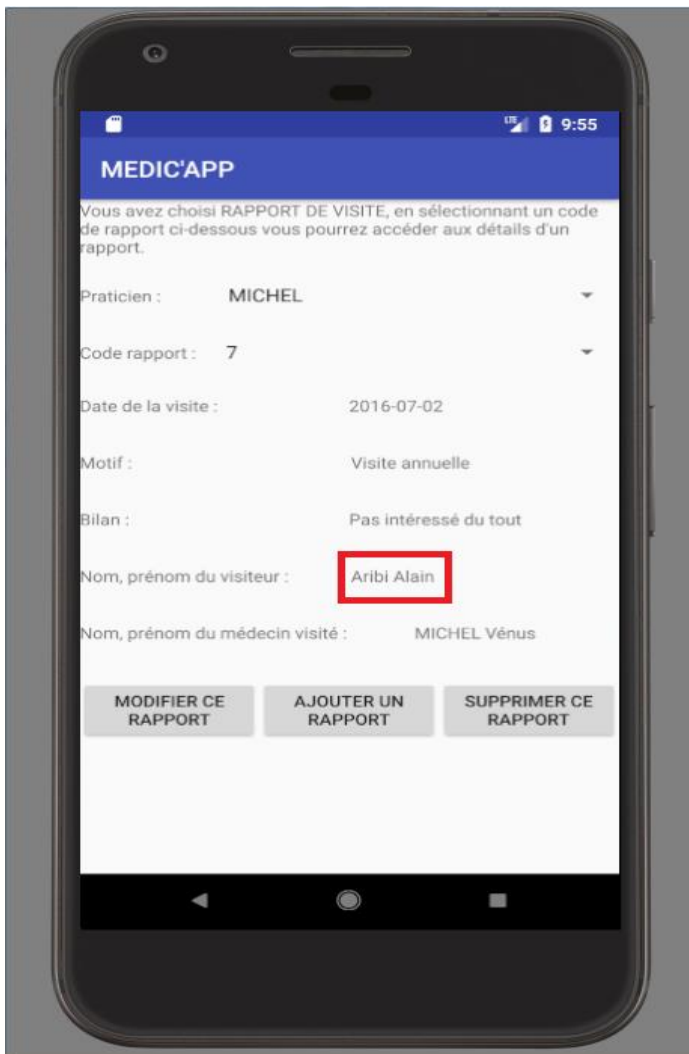 LTE 9:55
MEDIC'APP
Vous avez choisi RAPPORT DE VISITE, en sélectionnant un code
de rapport ci-dessous vous pourrez accéder aux détails d'un
rapport.
Praticien : MICHEL
Code rapport : 7
Date de la visite : 2016-07-02
Motif : Visite annuelle
Bilan : Pas intéressé du tout
Nom, prénom du visiteur : Aribi Alain
Nom, prénom du médecin visité : MICHEL Vénus
MODIFIER CE
RAPPORT
AJOUTER UN
RAPPORT
SUPPRIMER CE
RAPPORT